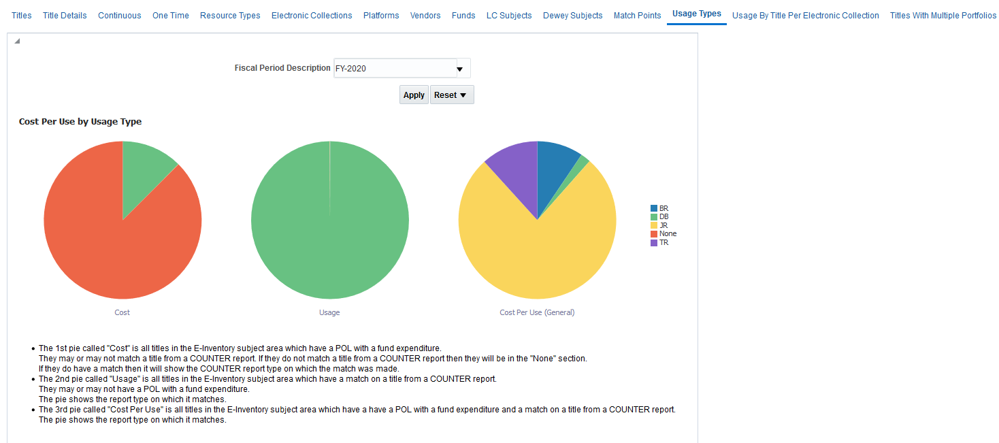 Titles Title Details Continuous One Time Resource Types Electronic Collections Platforms Vendors Funds LC Subjects Dewey Subjects Match Points Usage Types Usage By Title Per Electronic Collection Titles With Multiple Portfolios
Fiscal Period Description FY-2020
Apply Reset
Cost Per Use by Usage Type
BR
DB
JR
None
TR
Cost Usage Cost Per Use (General)
• The 1st pie called "Cost" is all titles in the E-Inventory subject area which have a POL with a fund expenditure.
They may or may not match a title from a COUNTER report. If they do not match a title from a COUNTER report then they will be in the "None" section.
If they do have a match then it will show the COUNTER report type on which the match was made.
• The 2nd pie called "Usage" is all titles in the E-Inventory subject area which have a match on a title from a COUNTER report.
They may or may not have a POL with a fund expenditure.
The pie shows the report type on which it matches.
• The 3rd pie called "Cost Per Use" is all titles in the E-Inventory subject area which have a have a POL with a fund expenditure and a match on a title from a COUNTER report.
The pie shows the report type on which it matches.